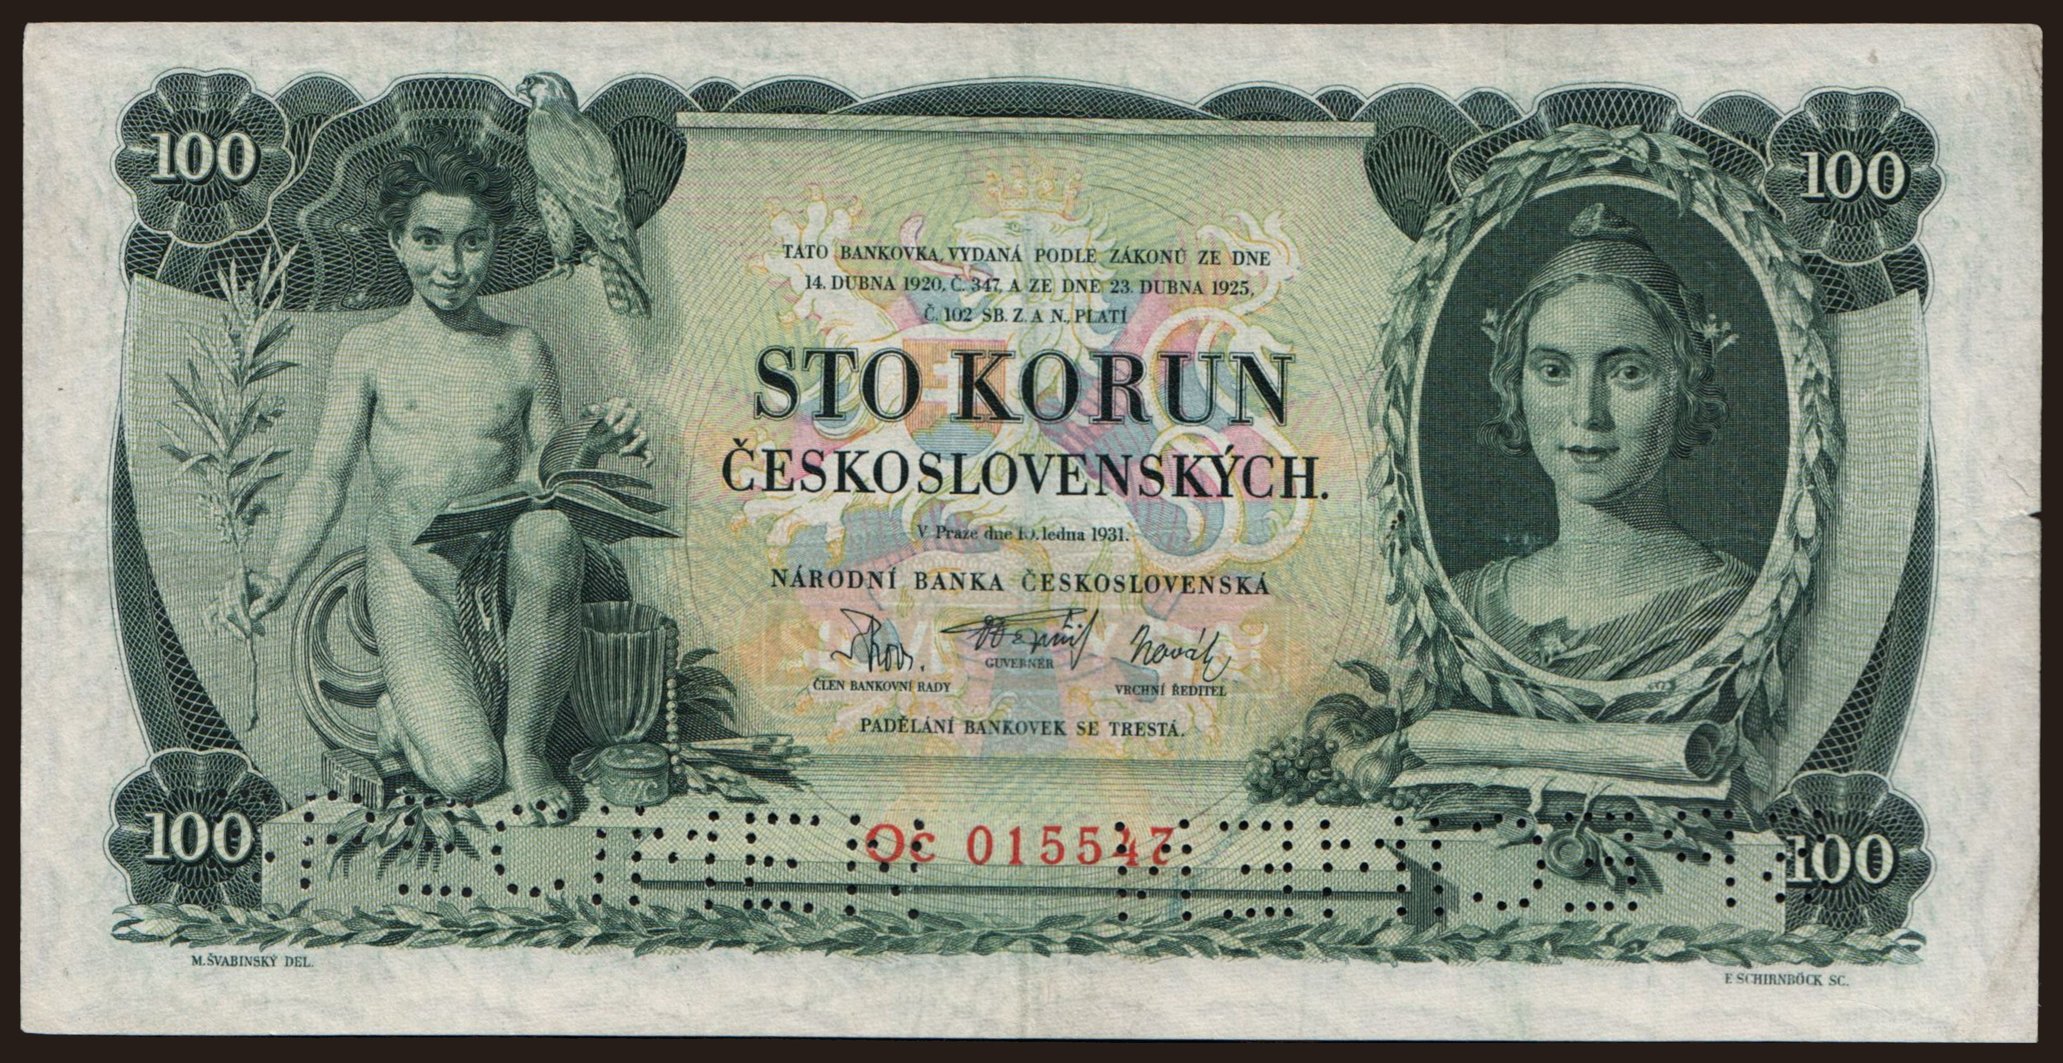 100
100
TATO BANKOVKA, VYDANÁ PODLE ZÁKONŮ ZE DNE
14. DUBNA 1920, Č. 347, A ZE DNE 23. DUBNA 1925,
Č. 102 SB. Z. A N., PLATÍ
STO KORUN
ČESKOSLOVENSKÝCH.
V Praze dne 10. ledna 1931.
NÁRODNÍ BANKA ČESKOSLOVENSKÁ
Novák
GUVERNÉR
ČLEN BANKOVNÍ RADY
VRCHNÍ ŘEDITEL
PADĚLÁNÍ BANKOVEK SE TRESTÁ.
Oc 015547
100
100
M. ŠVABINSKÝ DEL.
F. SCHIRNBÖCK SC.